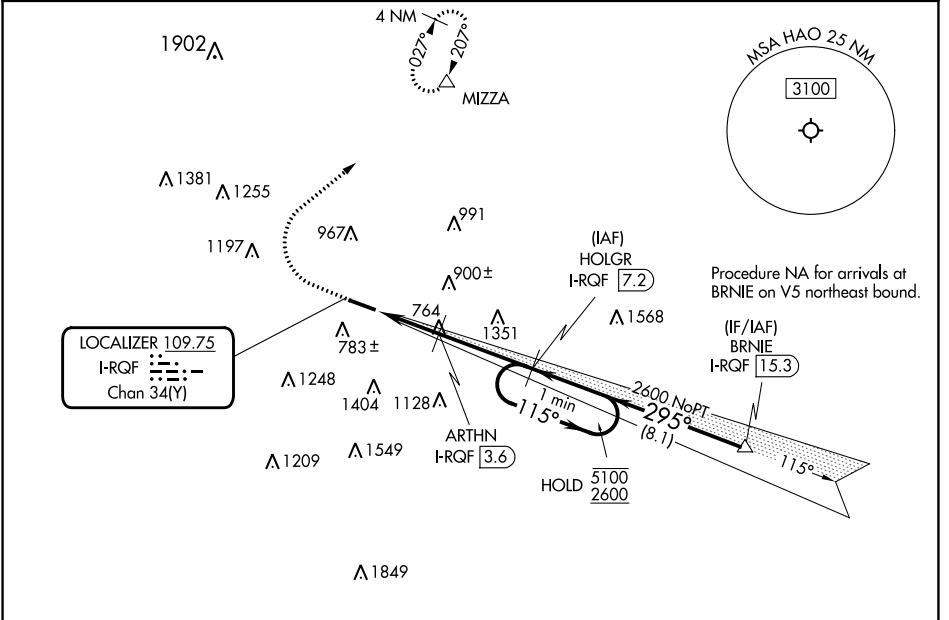 4 NM
027°
207°
MIZZA
1902
MSA HAO 25 NM
3100
1381
1255
1197
967
991
900±
(IAF)
HOLGR
I-RQF 7.2
Procedure NA for arrivals at
BRNIE on V5 northeast bound.
(IF/IAF)
BRNIE
I-RQF 15.3
764
1351
1568
783±
LOCALIZER 109.75
I-RQF
Chan 34(Y)
1248
1404
1128
1 min
115°
2600 NoPT
295°
(8.1)
115°
ARTHN
I-RQF 3.6
1209
1549
HOLD 5100
2600
1849